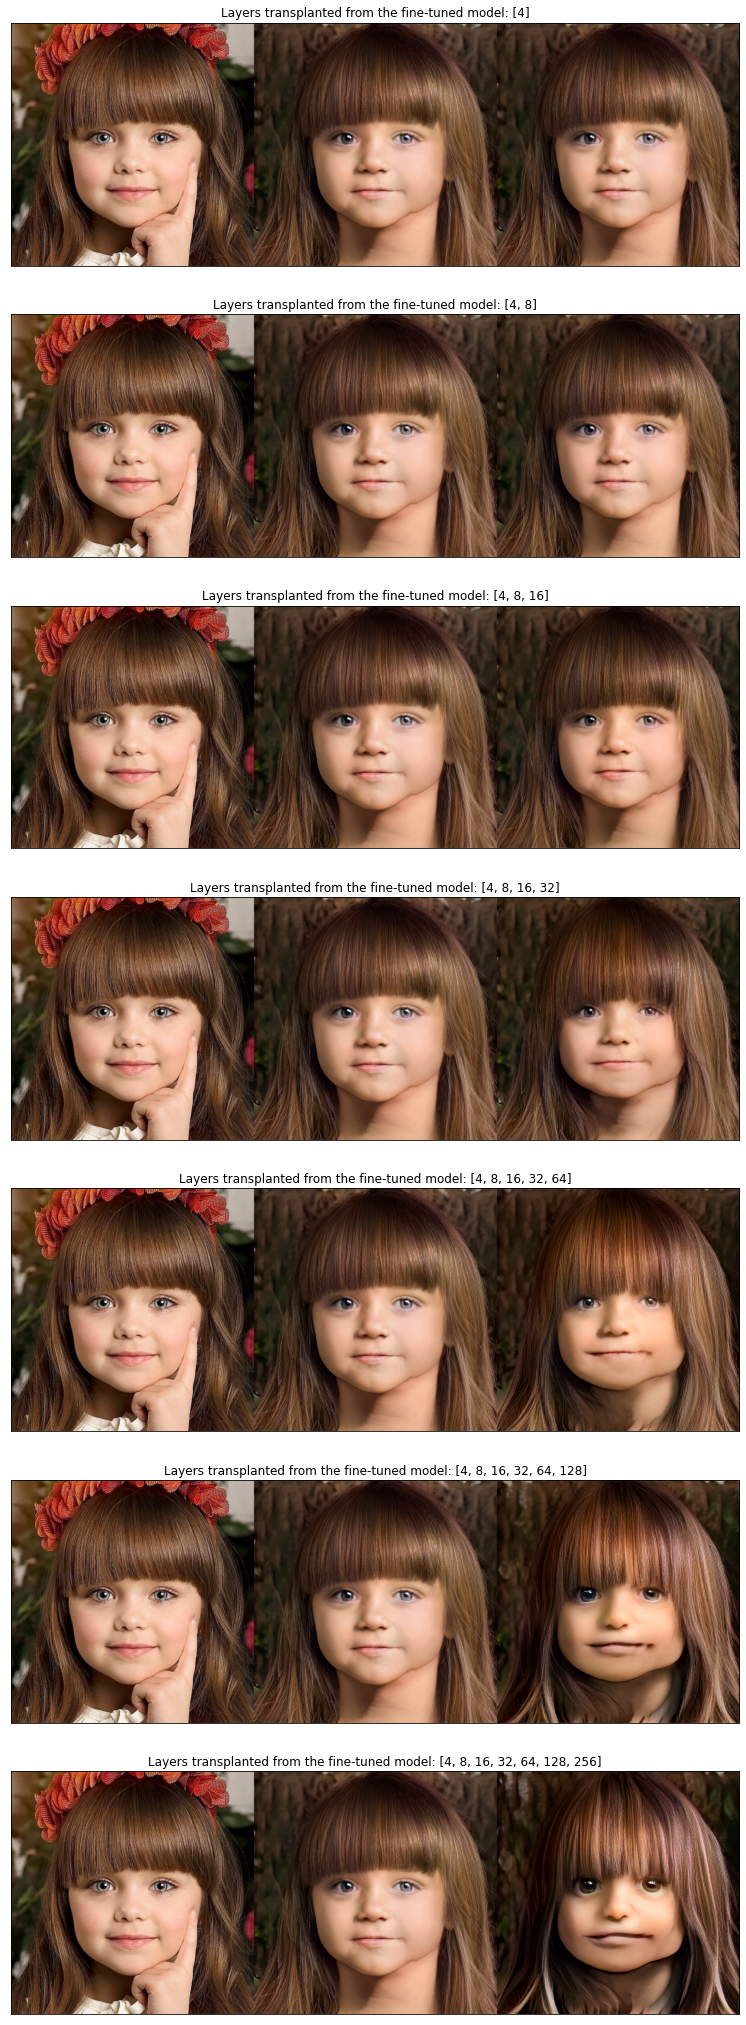 Layers transplanted from the fine-tuned model: [4]
Layers transplanted from the fine-tuned model: [4, 8]
Layers transplanted from the fine-tuned model: [4, 8, 16]
Layers transplanted from the fine-tuned model: [4, 8, 16, 32]
Layers transplanted from the fine-tuned model: [4, 8, 16, 32, 64]
Layers transplanted from the fine-tuned model: [4, 8, 16, 32, 64, 128]
Layers transplanted from the fine-tuned model: [4, 8, 16, 32, 64, 128, 256]